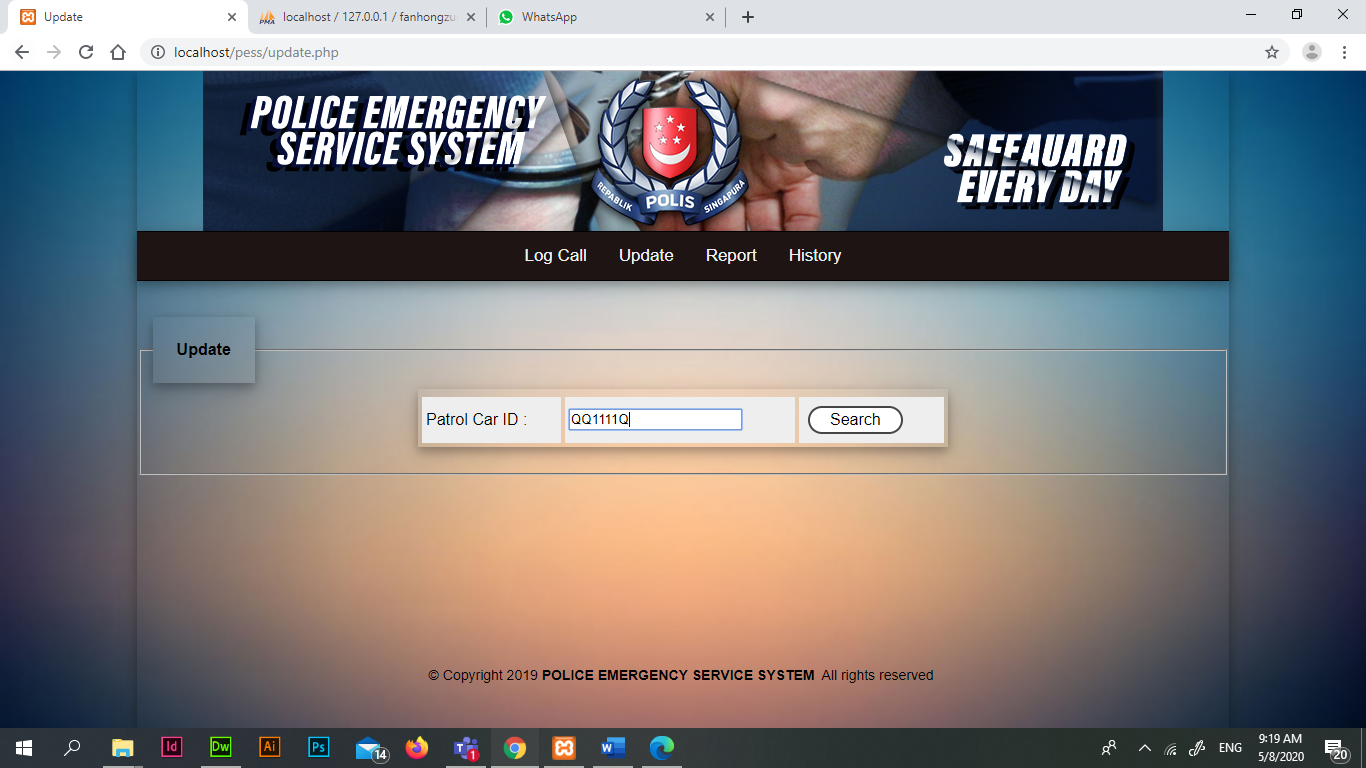 Update
localhost / 127.0.0.1 / fanhongzu
WhatsApp
localhost/pess/update.php
POLICE EMERGENCY
SERVICE SYSTEM
SAFEAUARD
EVERY DAY
REPABLIK
POLIS
SINGAPURA
Log Call
Update
Report
History
Update
Patrol Car ID :
QQ1111Q
Search
© Copyright 2019 POLICE EMERGENCY SERVICE SYSTEM All rights reserved
Id
Dw
Ai
Ps
14
1
ENG
9:19 AM
5/8/2020
20